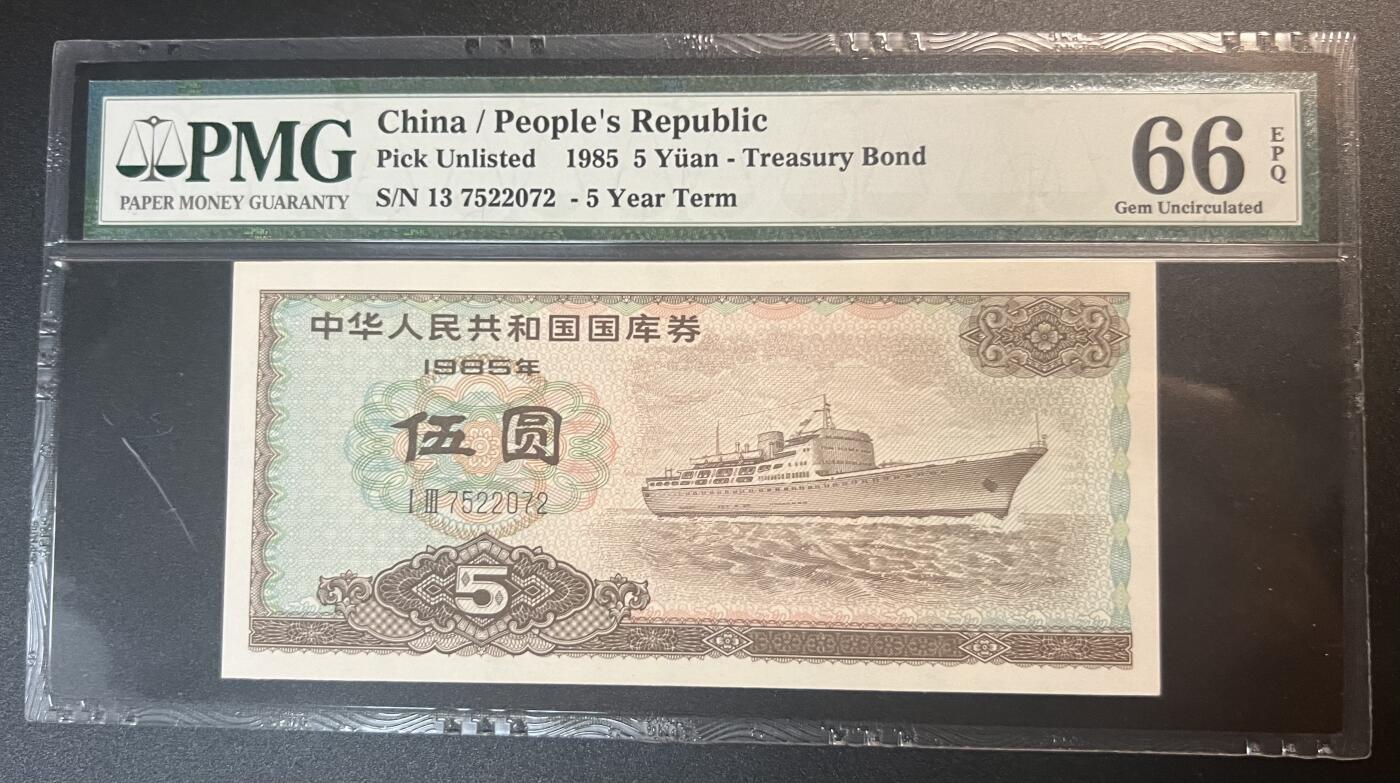 PMG
PAPER MONEY GUARANTY
China / People's Republic
Pick Unlisted 1985 5 Yüan - Treasury Bond
S/N 13 7522072 - 5 Year Term
66
EPQ
Gem Uncirculated
中华人民共和国国库券
1985年
伍圆
I III 7522072
5